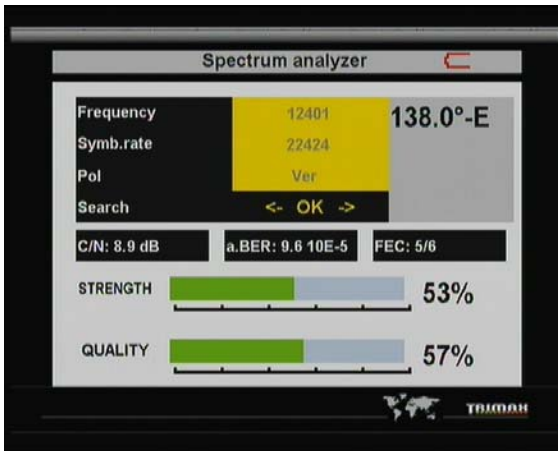 Spectrum analyzer
Frequency 12401 138.0°-E
Symb.rate 22424
Pol Ver
Search <- OK ->
C/N: 8.9 dB a.BER: 9.6 10E-5 FEC: 5/6
STRENGTH 53%
QUALITY 57%
TRIMAX